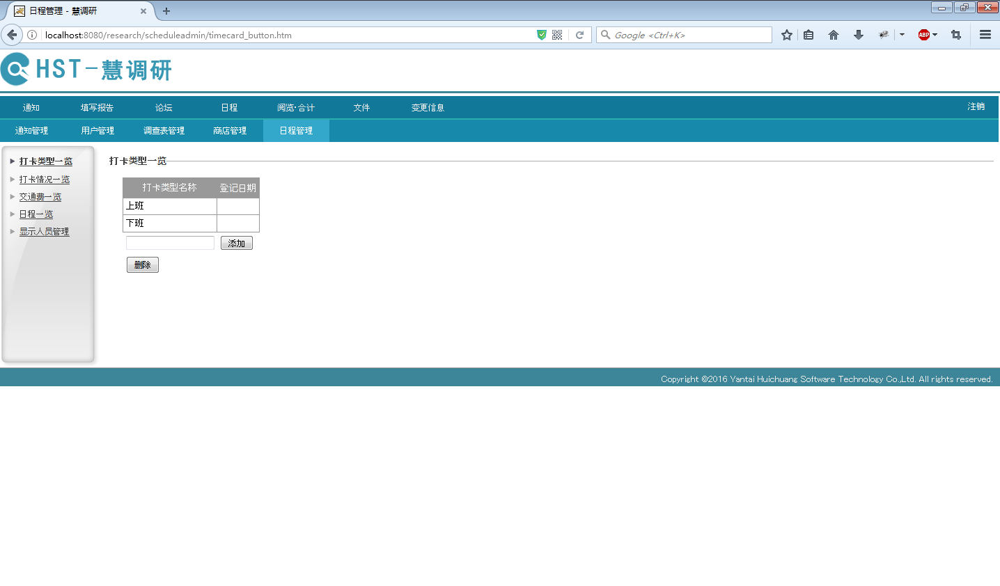 日程管理 - 慧调研
localhost:8080/research/scheduleadmin/timecard_button.htm
Google <Ctrl+K>
ABP
HST-慧调研
通知 填写报告 论坛 日程 阅览·合计 文件 变更信息 注销
通知管理 用户管理 调查表管理 商店管理 日程管理
打卡类型一览
打卡情况一览
交通费一览
日程一览
显示人员管理
打卡类型一览
打卡类型名称 登记日期
上班
下班
添加
删除
Copyright ©2016 Yantai Huichuang Software Technology Co.,Ltd. All rights reserved.